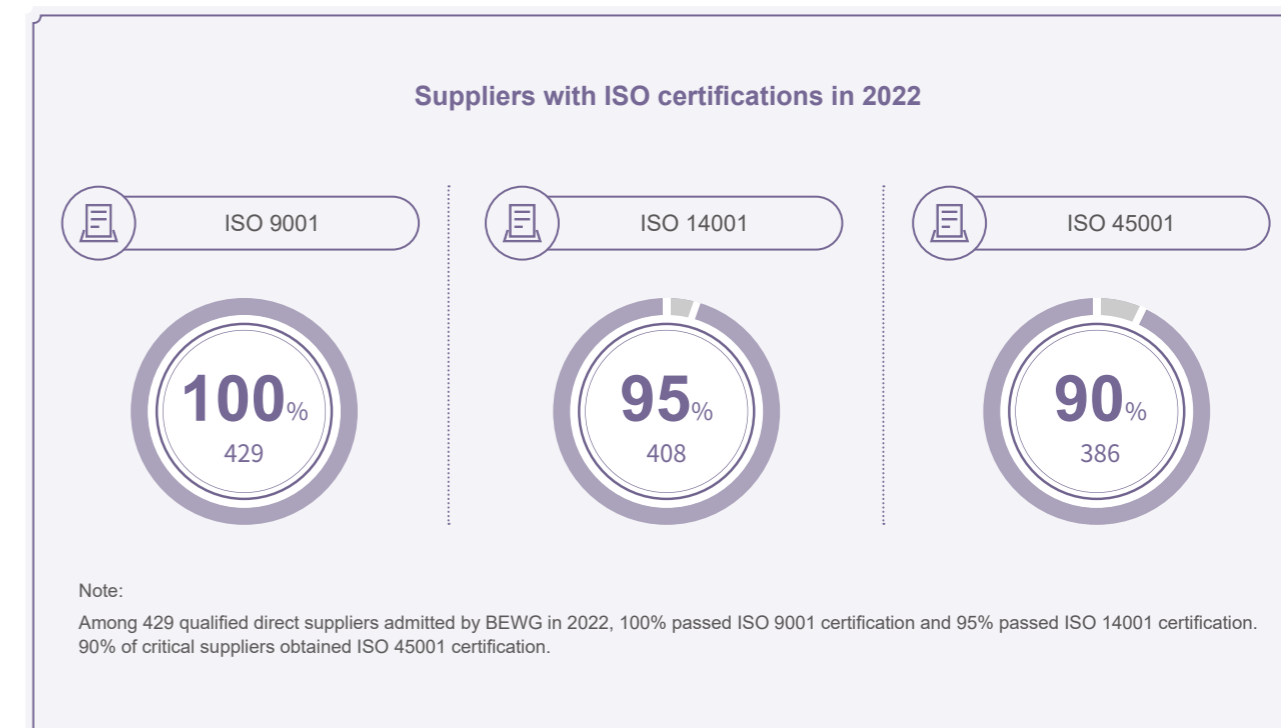 Suppliers with ISO certifications in 2022
ISO 9001
ISO 14001
ISO 45001
100%
429
95%
408
90%
386
Note:
Among 429 qualified direct suppliers admitted by BEWG in 2022, 100% passed ISO 9001 certification and 95% passed ISO 14001 certification.
90% of critical suppliers obtained ISO 45001 certification.